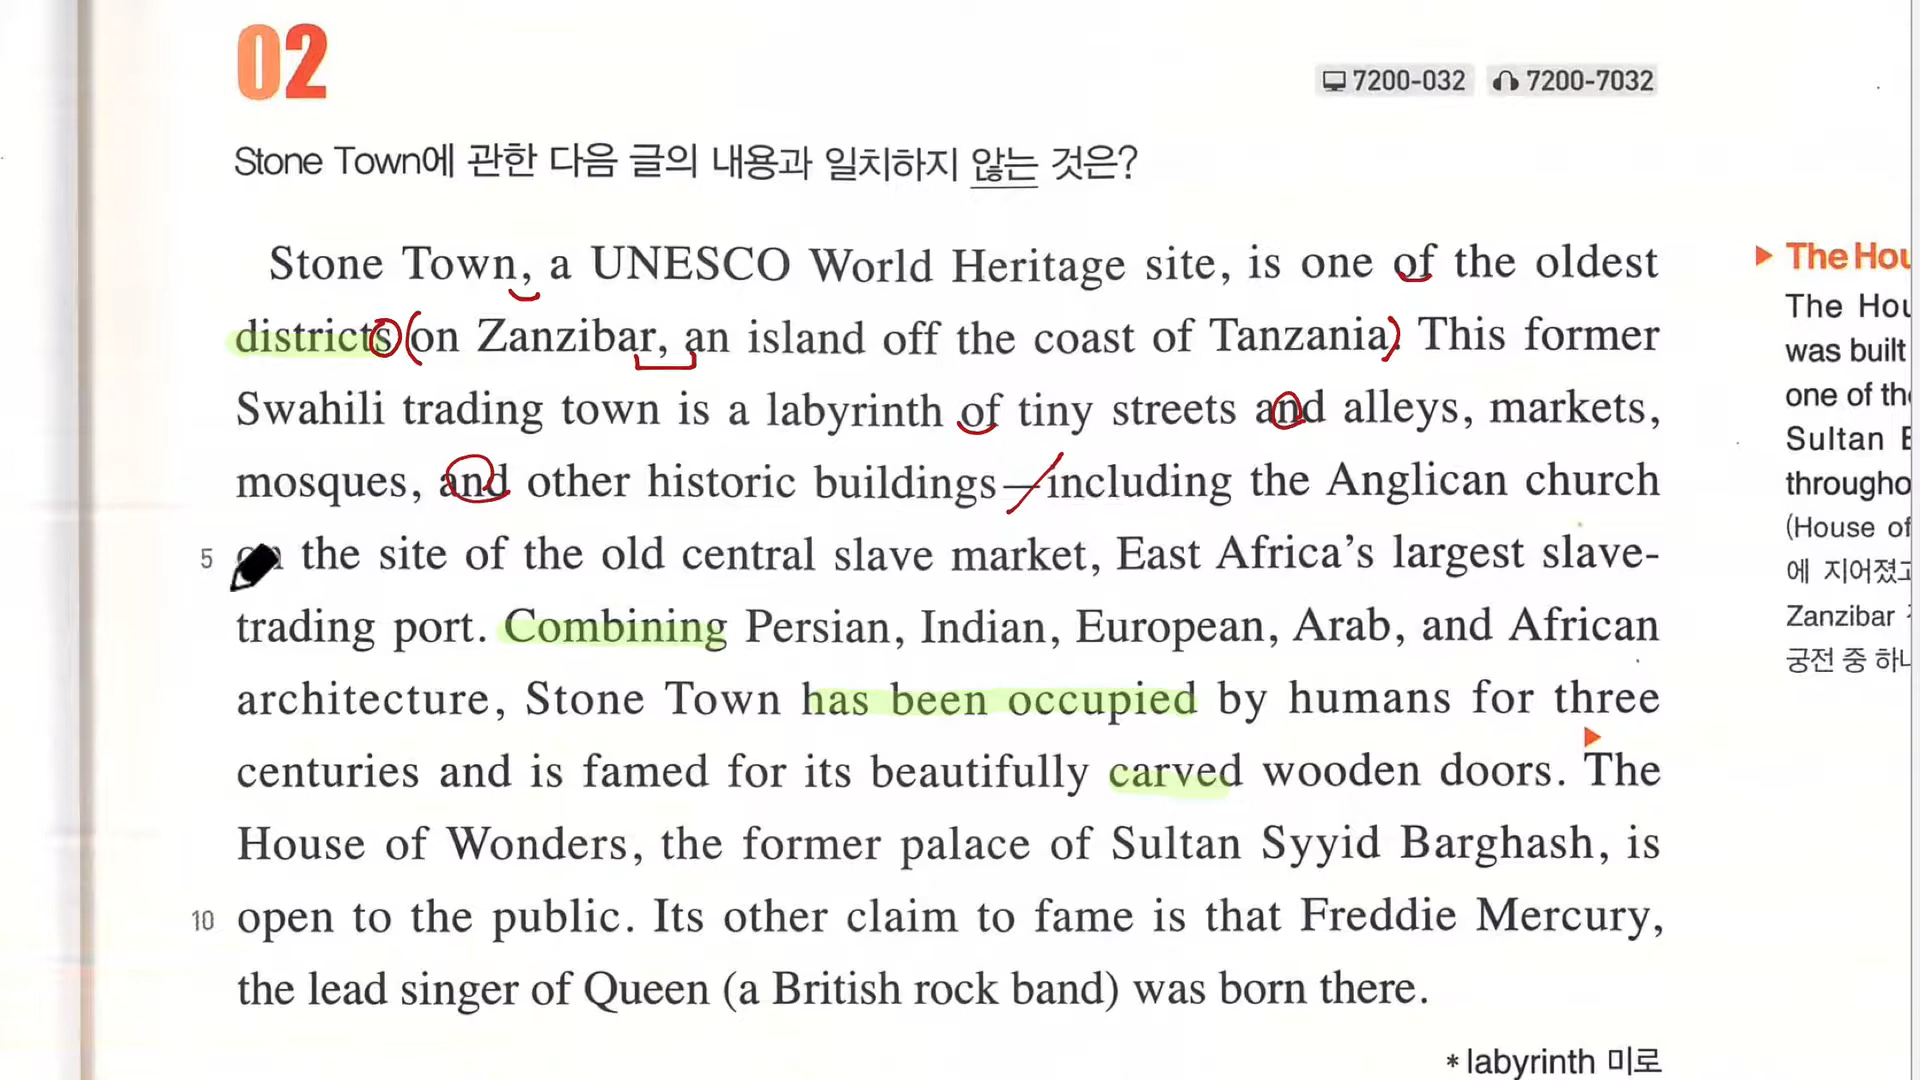 02
7200-032 7200-7032
Stone Town에 관한 다음 글의 내용과 일치하지 않는 것은?
Stone Town, a UNESCO World Heritage site, is one of the oldest
districts on Zanzibar, an island off the coast of Tanzania. This former
Swahili trading town is a labyrinth of tiny streets and alleys, markets,
mosques, and other historic buildings—including the Anglican church
5 the site of the old central slave market, East Africa's largest slave-
trading port. Combining Persian, Indian, European, Arab, and African
architecture, Stone Town has been occupied by humans for three
centuries and is famed for its beautifully carved wooden doors. The
House of Wonders, the former palace of Sultan Syyid Barghash, is
10 open to the public. Its other claim to fame is that Freddie Mercury,
the lead singer of Queen (a British rock band) was born there.
* labyrinth 미로
The Hou
The Hou
was built
one of th
Sultan
througho
(House of
에 지어졌고
Zanzibar
궁전 중 하나